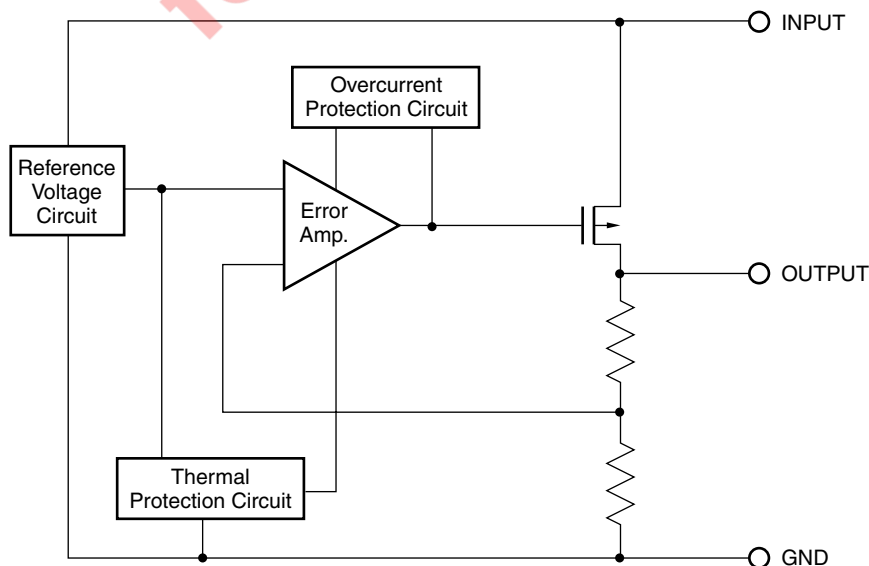 INPUT
Overcurrent
Protection Circuit
Reference
Voltage
Circuit
Error
Amp.
OUTPUT
Thermal
Protection Circuit
GND